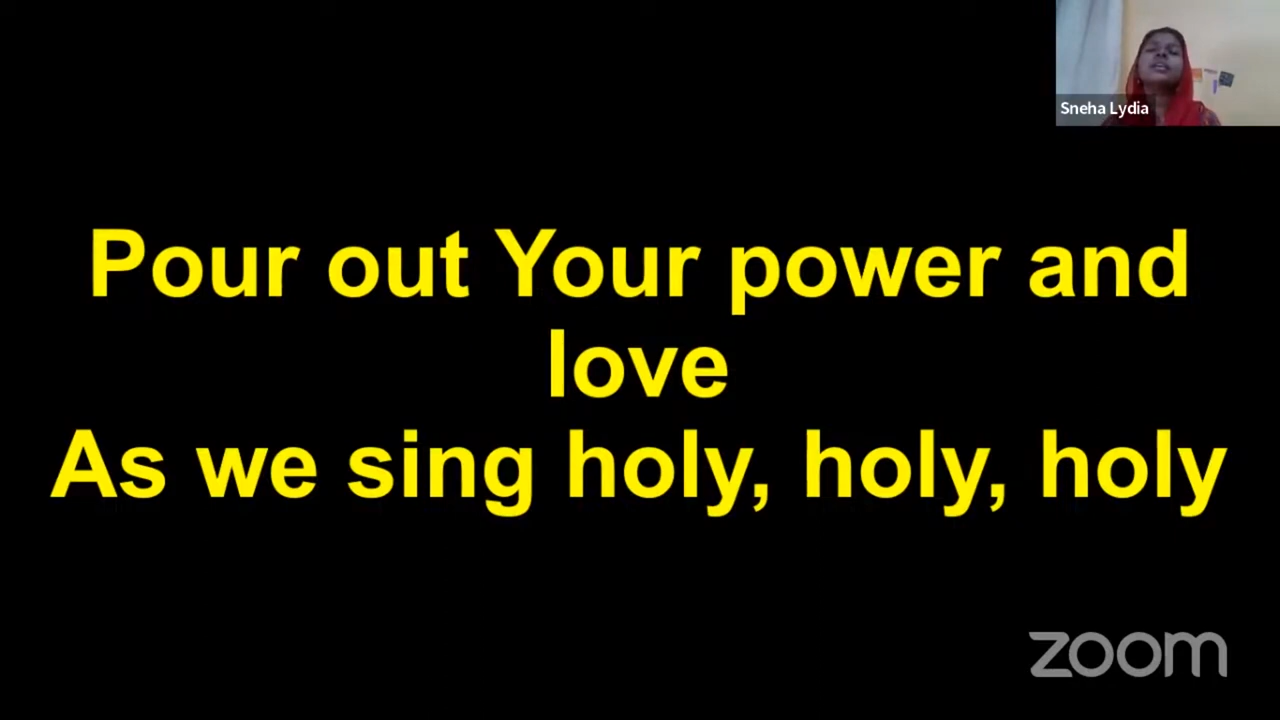 Sneha Lydia
Pour out Your power and
love
As we sing holy, holy, holy
zoom